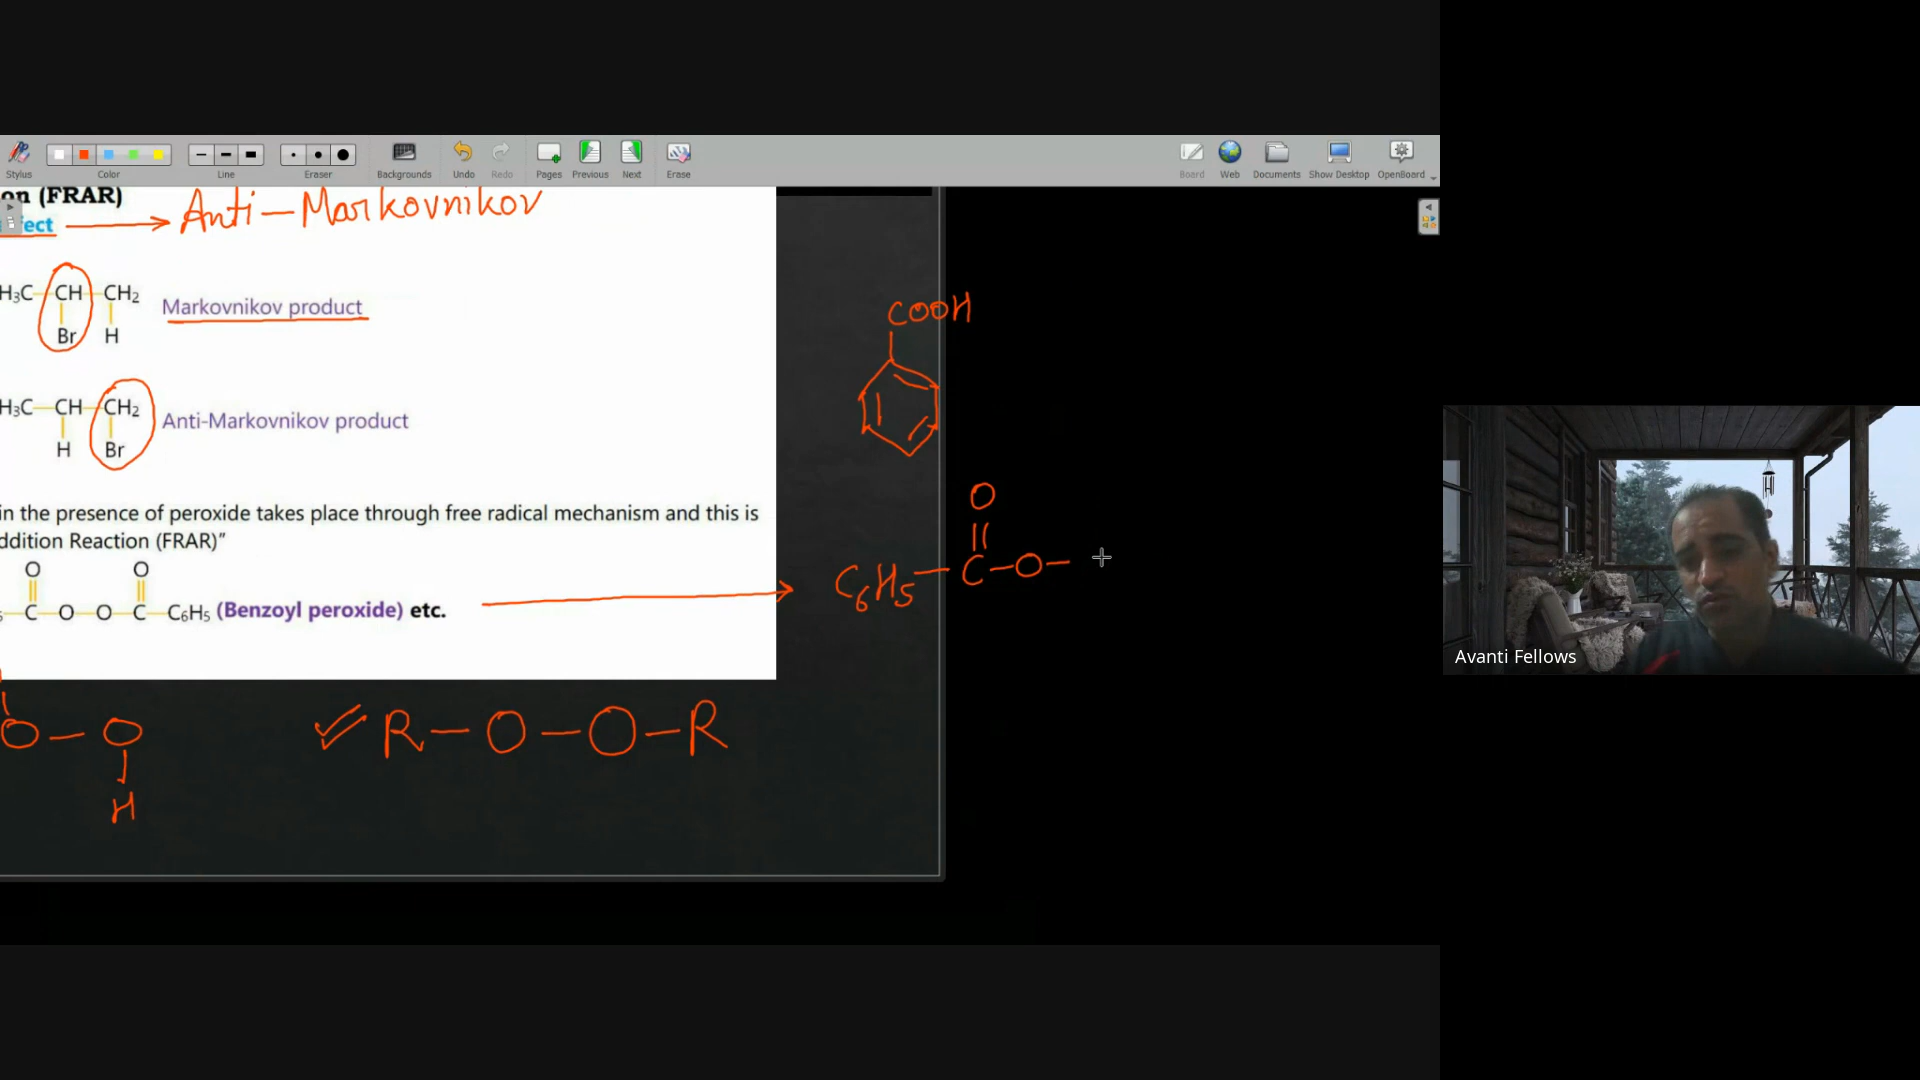 Stylus Color Line Eraser Backgrounds Undo Redo Pages Previous Next Erase Board Web Documents Show Desktop OpenBoard
on (FRAR)
ect → Anti-Markovnikov
H₃C CH CH₂ Markovnikov product
Br H
H₃C CH CH₂ Anti-Markovnikov product
H Br
COOH
in the presence of peroxide takes place through free radical mechanism and this is
ddition Reaction (FRAR)”
O O
C O O C C₆H₅ (Benzoyl peroxide) etc.
O
C₆H₅ – C – O –
O – O
H
R – O – O – R
Avanti Fellows